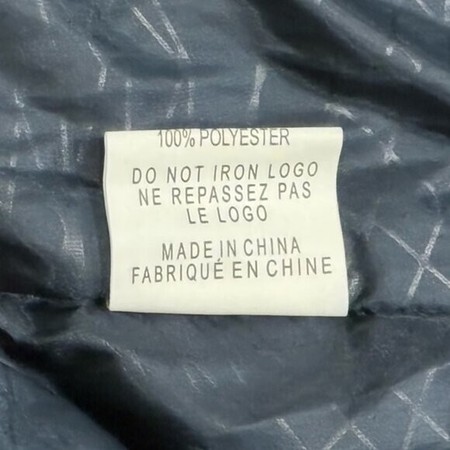 100% POLYESTER
DO NOT IRON LOGO
NE REPASSEZ PAS
LE LOGO
MADE IN CHINA
FABRIQUÉ EN CHINE